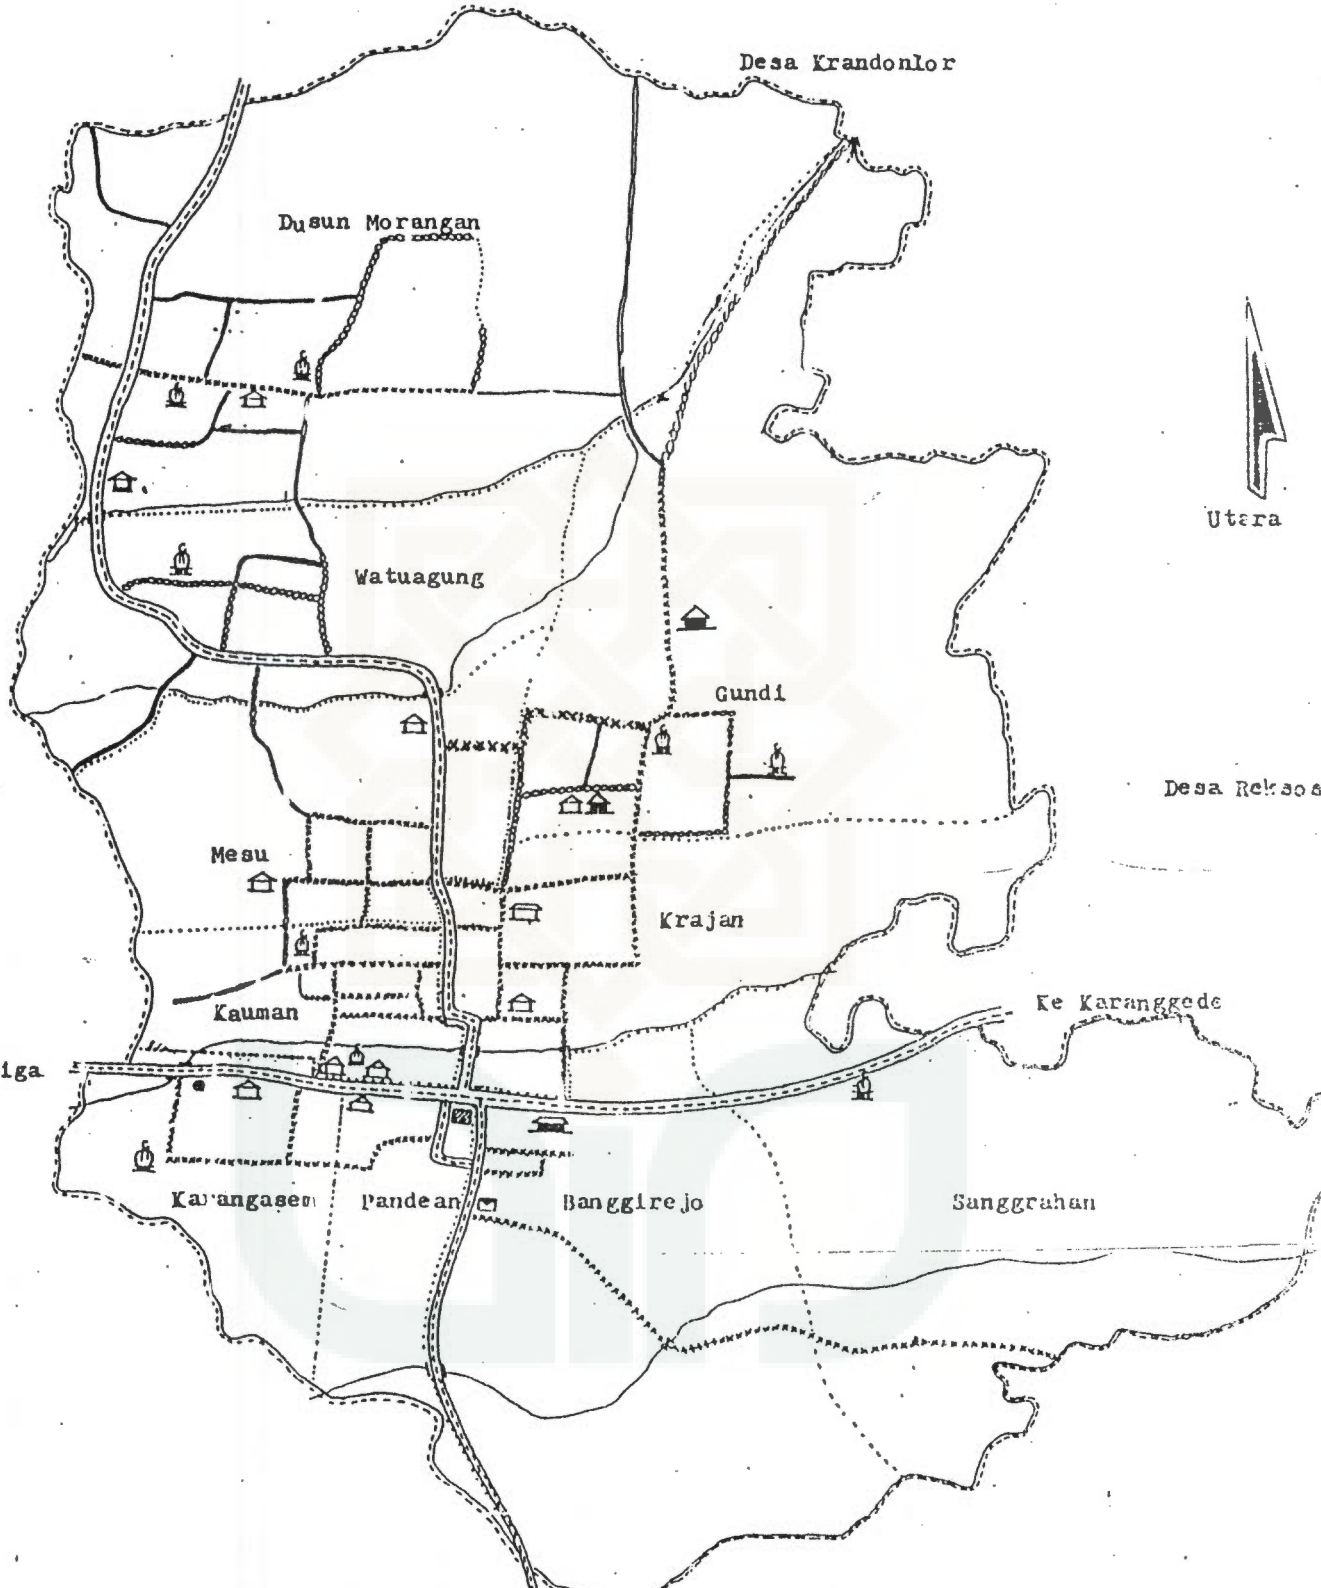 Desa Krandonlor
Dusun Morangan
Utara
Watuagung
Gundi
Desa Reksos
Mesu
Krajan
Kauman
Ke Karanggede
iga
Karangasem
Pandean
Banggirejo
Sanggrahan